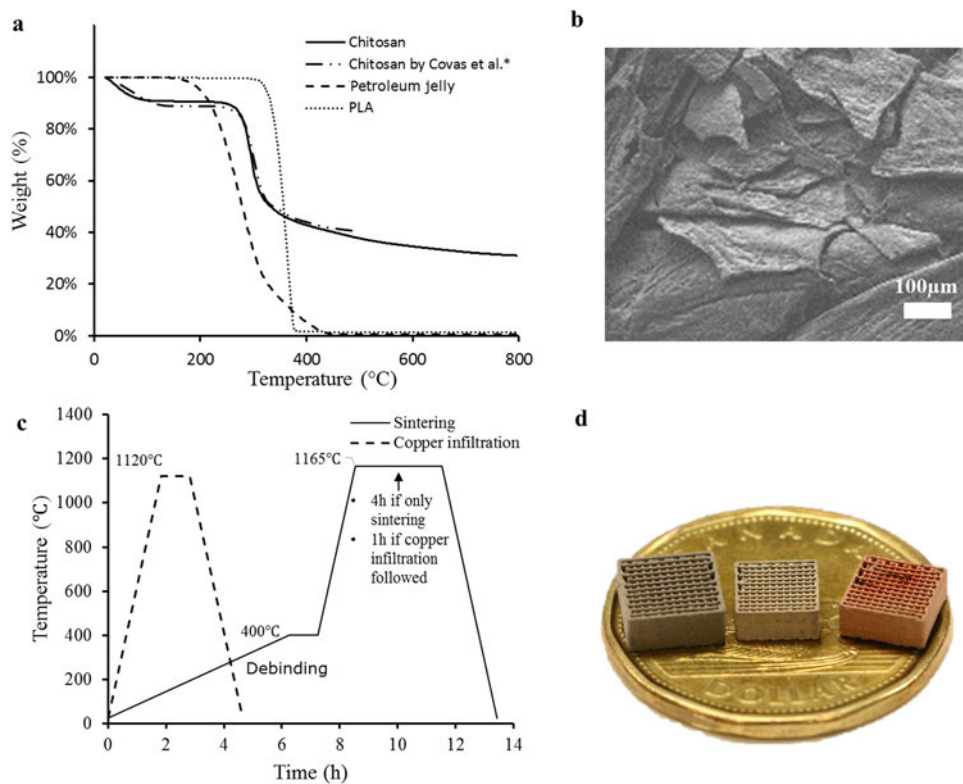 a
Chitosan
Chitosan by Covas et al.*
Petroleum jelly
PLA
100%
80%
60%
40%
20%
0%
Weight (%)
0
200
400
600
800
Temperature (°C)
b
100µm
c
Sintering
Copper infiltration
1400
1200
1000
800
600
400
200
0
Temperature (°C)
1120°C
1165°C
• 4h if only
sintering
• 1h if copper
infiltration
followed
400°C
Debinding
0
2
4
6
8
10
12
14
Time (h)
d
DOLLAR